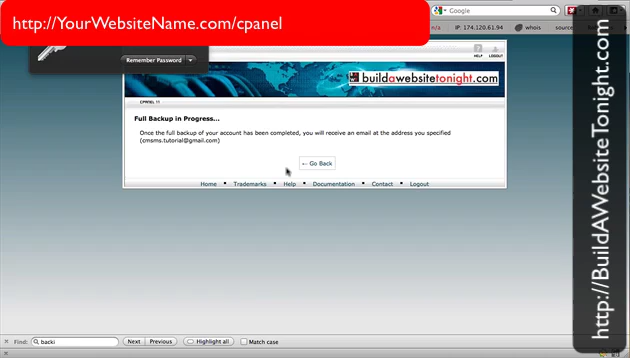 http://YourWebsiteName.com/cpanel
n/a
IP: 174.120.61.94
whois
source
Google
Remember Password
HELP
LOGOUT
buildawebsitetonight.com
CPANEL 11
Full Backup in Progress...
Once the full backup of your account has been completed, you will receive an email at the address you specified
(cmsms.tutorial@gmail.com)
← Go Back
Home ▪ Trademarks ▪ Help ▪ Documentation ▪ Contact ▪ Logout
http://BuildAWebsiteTonight.com
Find: backi Next Previous Highlight all Match case